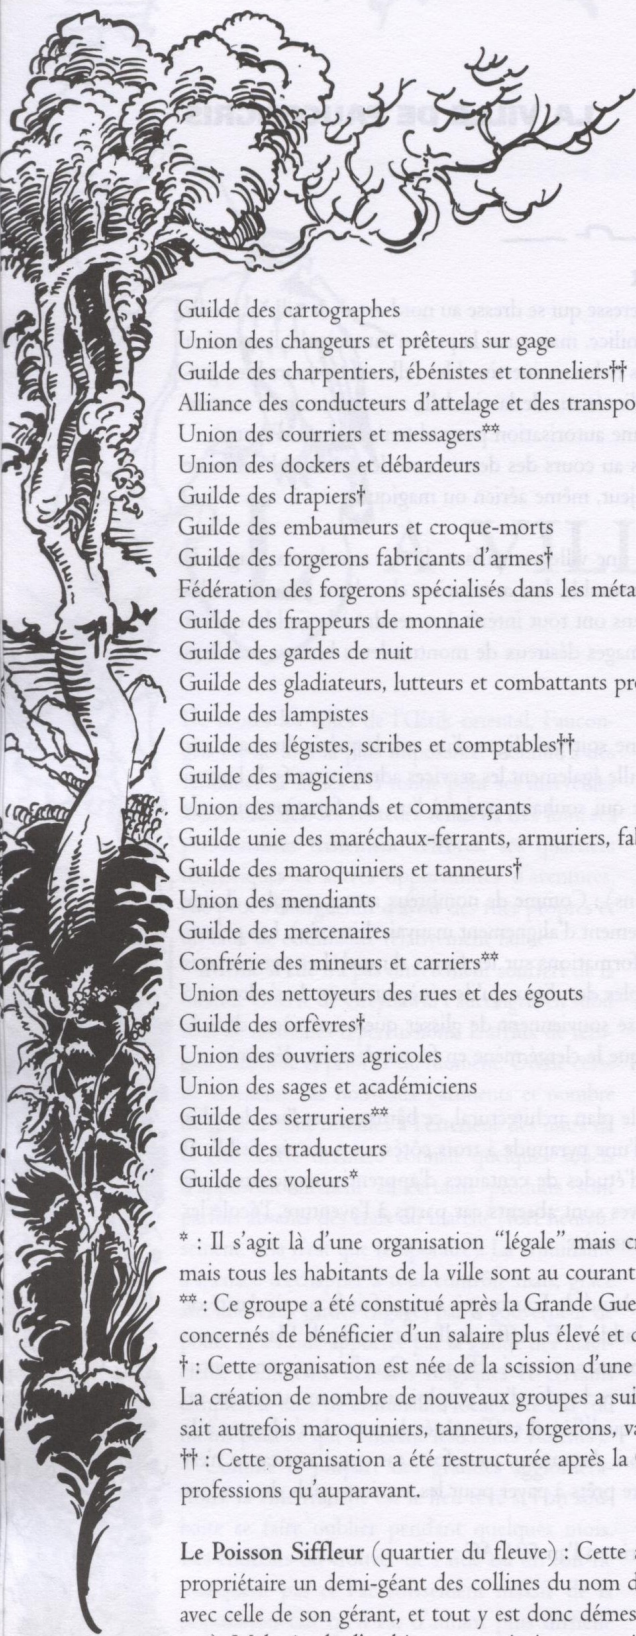 Guilde des cartographes
Union des changeurs et prêteurs sur gage
Guilde des charpentiers, ébénistes et tonneliers††
Alliance des conducteurs d'attelage et des transpo
Union des courriers et messagers**
Union des dockers et débardeurs
Guilde des drapiers†
Guilde des embaumeurs et croque-morts
Guilde des forgerons fabricants d'armes†
Fédération des forgerons spécialisés dans les méta
Guilde des frappeurs de monnaie
Guilde des gardes de nuit
Guilde des gladiateurs, lutteurs et combattants pro
Guilde des lampistes
Guilde des légistes, scribes et comptables††
Guilde des magiciens
Union des marchands et commerçants
Guilde unie des maréchaux-ferrants, armuriers, fab
Guilde des maroquiniers et tanneurs†
Union des mendiants
Guilde des mercenaires
Confrérie des mineurs et carriers**
Union des nettoyeurs des rues et des égouts
Guilde des orfèvres†
Union des ouvriers agricoles
Union des sages et académiciens
Guilde des serruriers**
Guilde des traducteurs
Guilde des voleurs*
* : Il s'agit là d'une organisation “légale” mais cr
mais tous les habitants de la ville sont au courant
** : Ce groupe a été constitué après la Grande Gue
concernés de bénéficier d'un salaire plus élevé et d
† : Cette organisation est née de la scission d'une
La création de nombre de nouveaux groupes a sui
sait autrefois maroquiniers, tanneurs, forgerons, va
†† : Cette organisation a été restructurée après la
professions qu'auparavant.
Le Poisson Siffleur (quartier du fleuve) : Cette a
propriétaire un demi-géant des collines du nom d
avec celle de son gérant, et tout y est donc démes